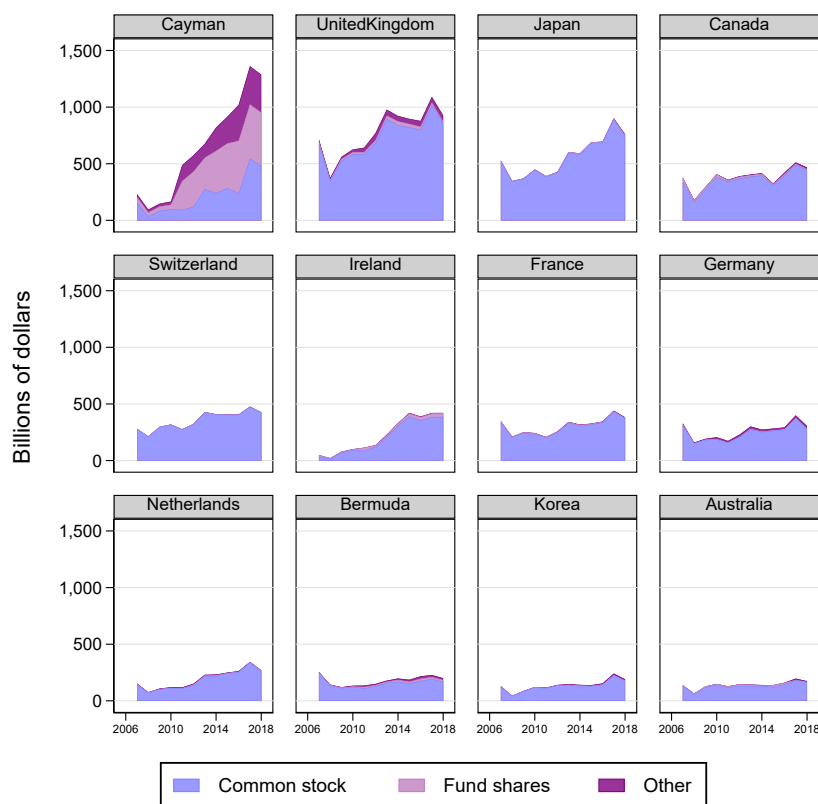 Cayman UnitedKingdom Japan Canada
1,500
1,000
500
0
Switzerland Ireland France Germany
1,500
1,000
500
0
Netherlands Bermuda Korea Australia
1,500
1,000
500
0
2006 2010 2014 2018 2006 2010 2014 2018 2006 2010 2014 2018 2006 2010 2014 2018
Billions of dollars
Common stock Fund shares Other